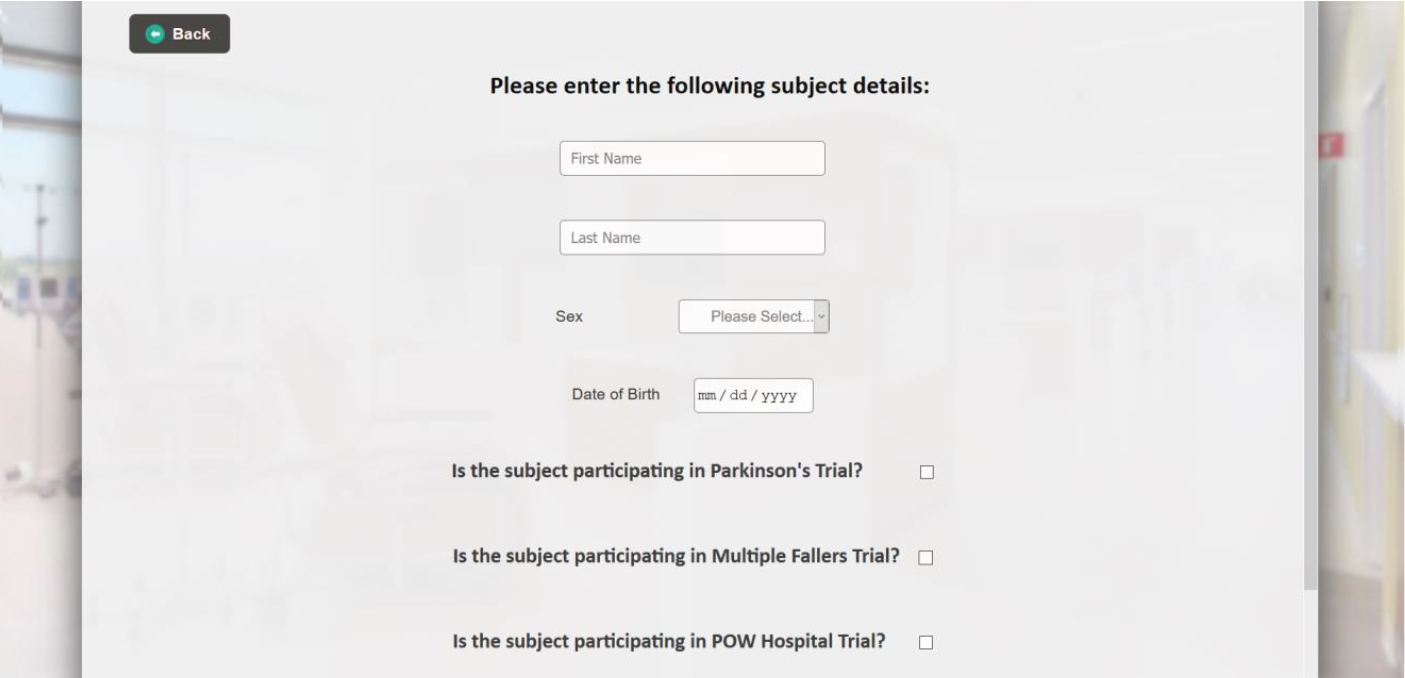 Back
Please enter the following subject details:
First Name
Last Name
Sex Please Select...
Date of Birth mm / dd / yyyy
Is the subject participating in Parkinson's Trial?
Is the subject participating in Multiple Fallers Trial?
Is the subject participating in POW Hospital Trial?